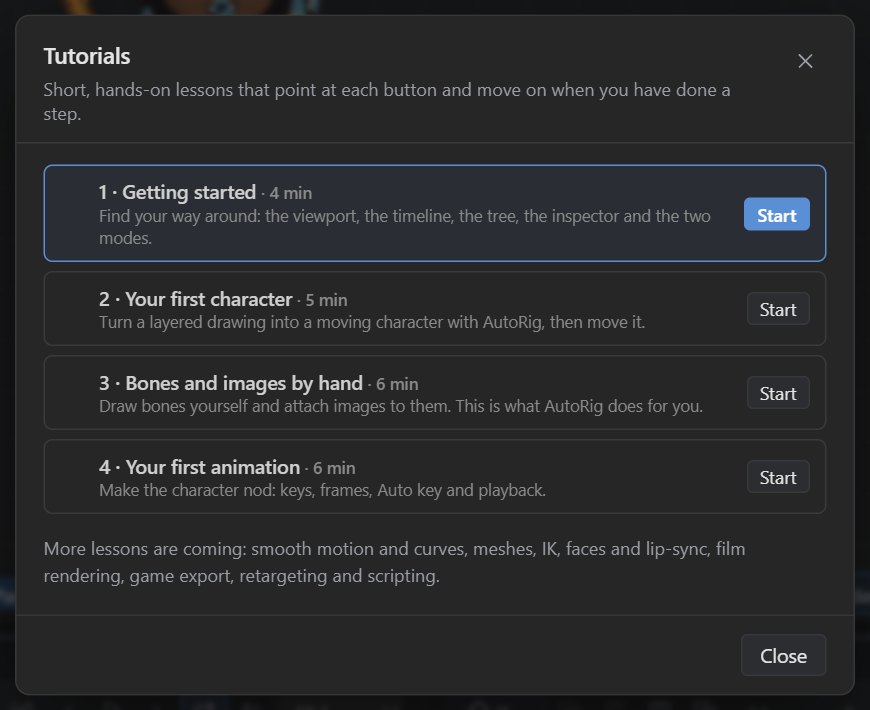 Tutorials
Short, hands-on lessons that point at each button and move on when you have done a
step.
1 · Getting started · 4 min
Find your way around: the viewport, the timeline, the tree, the inspector and the two
modes.
Start
2 · Your first character · 5 min
Turn a layered drawing into a moving character with AutoRig, then move it.
Start
3 · Bones and images by hand · 6 min
Draw bones yourself and attach images to them. This is what AutoRig does for you.
Start
4 · Your first animation · 6 min
Make the character nod: keys, frames, Auto key and playback.
Start
More lessons are coming: smooth motion and curves, meshes, IK, faces and lip-sync, film
rendering, game export, retargeting and scripting.
Close